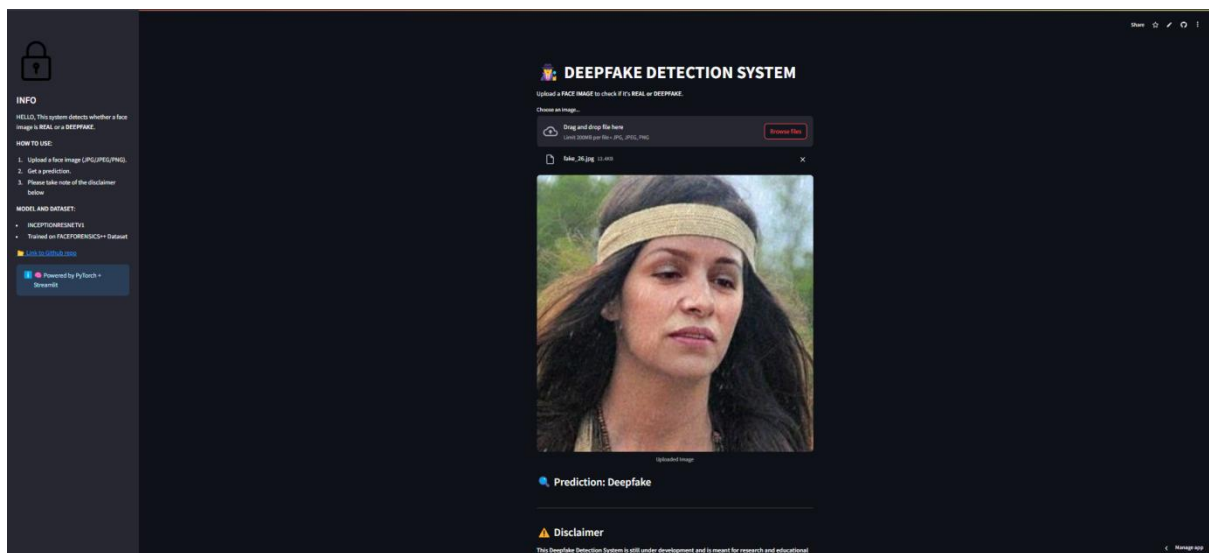 Share
INFO
HELLO, This system detects whether a face
image is REAL or a DEEPFAKE.
HOW TO USE:
1. Upload a face image (JPG/JPEG/PNG).
2. Get a prediction.
3. Please take note of the disclaimer
below
MODEL AND DATASET:
• INCEPTIONRESNETV1
• Trained on FACEFORENSICS++ Dataset
Link to Github repo
Powered by PyTorch +
Streamlit
DEEPFAKE DETECTION SYSTEM
Upload a FACE IMAGE to check if it's REAL or DEEPFAKE.
Choose an image...
Drag and drop file here
Limit 200MB per file • JPG, JPEG, PNG
Browse files
fake_26.jpg
Uploaded Image
Prediction: Deepfake
Disclaimer
This Deepfake Detection System is still under development and is meant for research and educational
Manage app